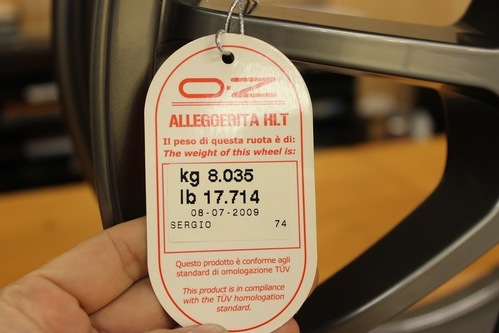 O·Z
ALLEGGERITA HLT
Il peso di questa ruota è di:
The weight of this wheel is:
kg 8.035
lb 17.714
08-07-2009
SERGIO 74
Questo prodotto è conforme agli
standard di omologazione TÜV
This product is in compliance
with the TÜV homologation
standard.